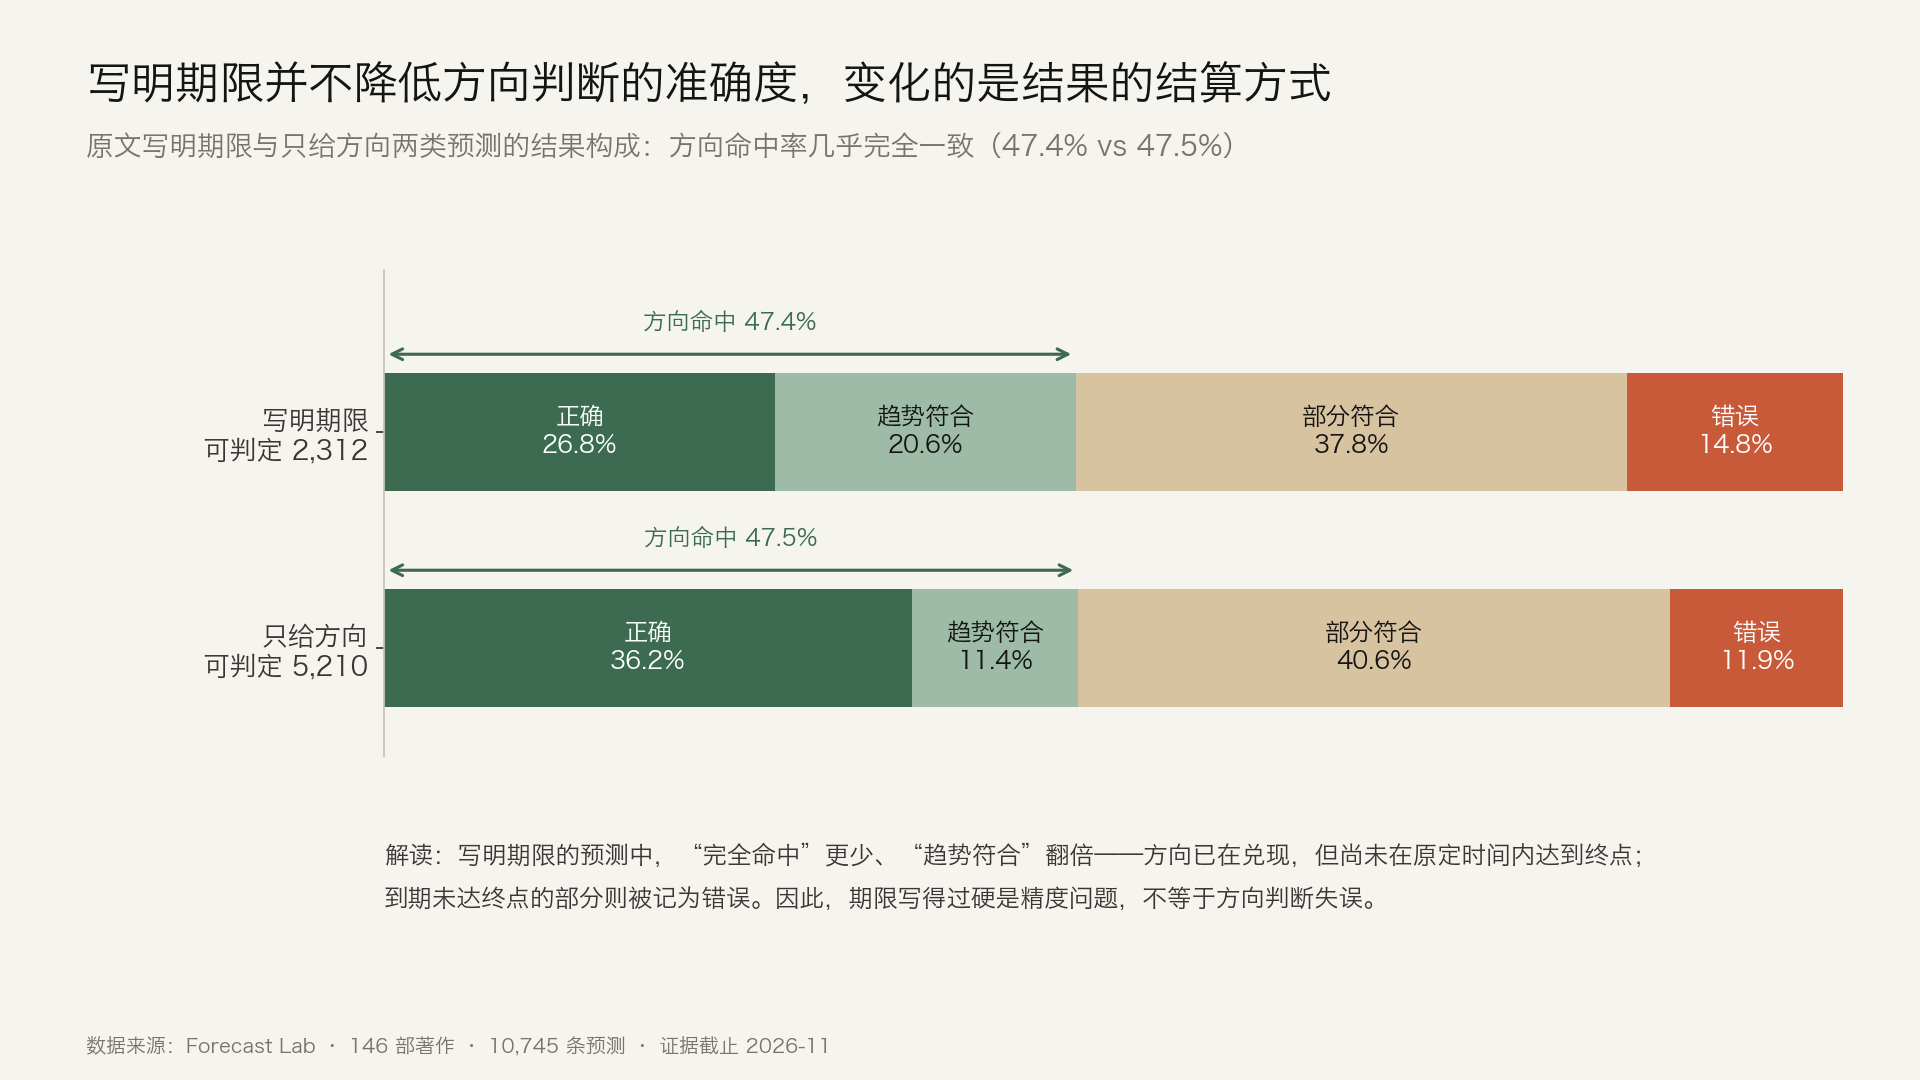 写明期限并不降低方向判断的准确度，变化的是结果的结算方式
原文写明期限与只给方向两类预测的结果构成：方向命中率几乎完全一致（47.4% vs 47.5%）
方向命中 47.4%
写明期限
可判定 2,312
正确
26.8%
趋势符合
20.6%
部分符合
37.8%
错误
14.8%
方向命中 47.5%
只给方向
可判定 5,210
正确
36.2%
趋势符合
11.4%
部分符合
40.6%
错误
11.9%
解读：写明期限的预测中，“完全命中”更少、“趋势符合”翻倍——方向已在兑现，但尚未在原定时间内达到终点；
到期未达终点的部分则被记为错误。因此，期限写得过硬是精度问题，不等于方向判断失误。
数据来源：Forecast Lab · 146 部著作 · 10,745 条预测 · 证据截止 2026-11